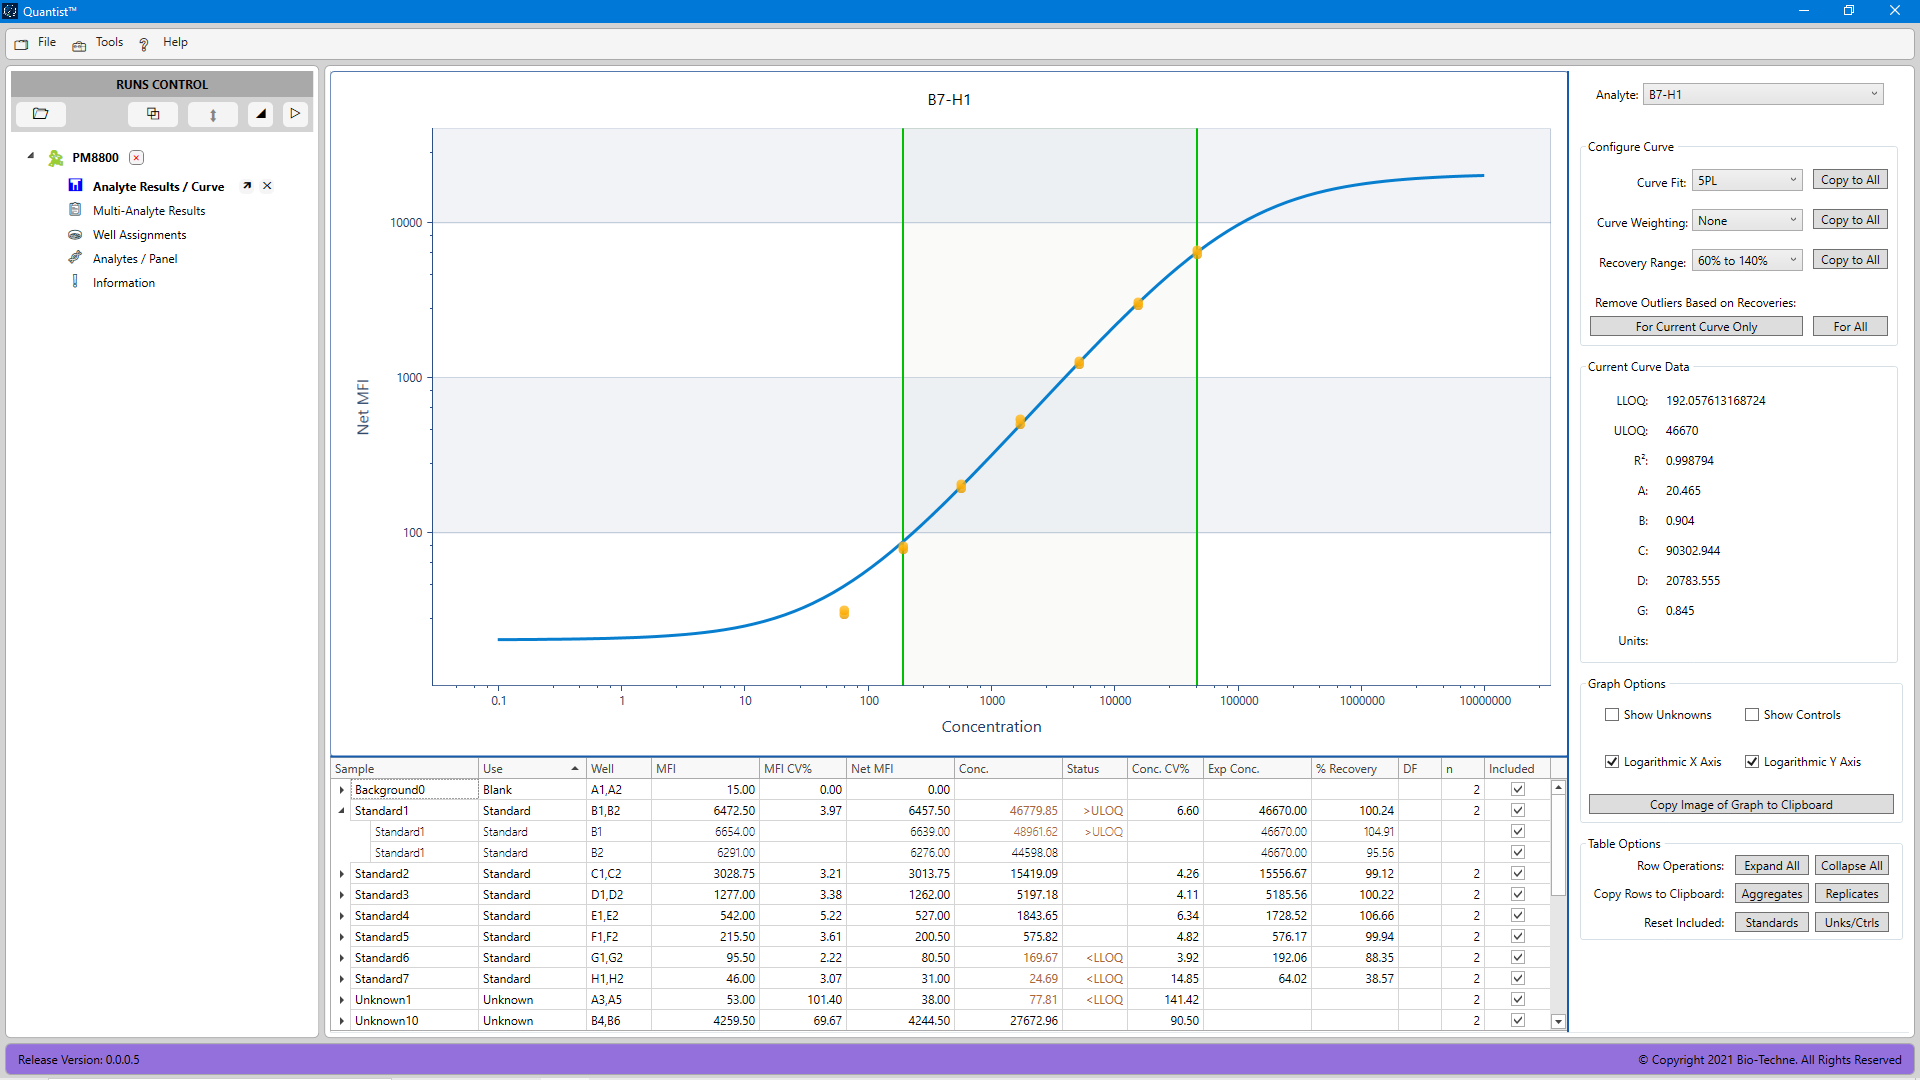 Quantist™
File Tools ? Help
RUNS CONTROL
PM8800
Analyte Results / Curve
Multi-Analyte Results
Well Assignments
Analytes / Panel
Information
B7-H1
Net MFI
10000
1000
100
0.1 1 10 100 1000 10000 100000 1000000 10000000
Concentration
Sample Use Well MFI MFI CV% Net MFI Conc. Status Conc. CV% Exp Conc. % Recovery DF n Included
Background0 Blank A1,A2 15.00 0.00 0.00 2
Standard1 Standard B1,B2 6472.50 3.97 6457.50 46779.85 >ULOQ 6.60 46670.00 100.24 2
Standard1 Standard B1 6654.00 6639.00 48961.62 >ULOQ 46670.00 104.91
Standard1 Standard B2 6291.00 6276.00 44598.08 46670.00 95.56
Standard2 Standard C1,C2 3028.75 3.21 3013.75 15419.09 4.26 15556.67 99.12 2
Standard3 Standard D1,D2 1277.00 3.38 1262.00 5197.18 4.11 5185.56 100.22 2
Standard4 Standard E1,E2 542.00 5.22 527.00 1843.65 6.34 1728.52 106.66 2
Standard5 Standard F1,F2 215.50 3.61 200.50 575.82 4.82 576.17 99.94 2
Standard6 Standard G1,G2 95.50 2.22 80.50 169.67 <LLOQ 3.92 192.06 88.35 2
Standard7 Standard H1,H2 46.00 3.07 31.00 24.69 <LLOQ 14.85 64.02 38.57 2
Unknown1 Unknown A3,A5 53.00 101.40 38.00 77.81 <LLOQ 141.42 2
Unknown10 Unknown B4,B6 4259.50 69.67 4244.50 27672.96 90.50 2
Analyte: B7-H1
Configure Curve
Curve Fit: 5PL Copy to All
Curve Weighting: None Copy to All
Recovery Range: 60% to 140% Copy to All
Remove Outliers Based on Recoveries:
For Current Curve Only For All
Current Curve Data
LLOQ: 192.057613168724
ULOQ: 46670
R²: 0.998794
A: 20.465
B: 0.904
C: 90302.944
D: 20783.555
G: 0.845
Units:
Graph Options
Show Unknowns Show Controls
Logarithmic X Axis Logarithmic Y Axis
Copy Image of Graph to Clipboard
Table Options
Row Operations: Expand All Collapse All
Copy Rows to Clipboard: Aggregates Replicates
Reset Included: Standards Unks/Ctrls
Release Version: 0.0.0.5
© Copyright 2021 Bio-Techne. All Rights Reserved